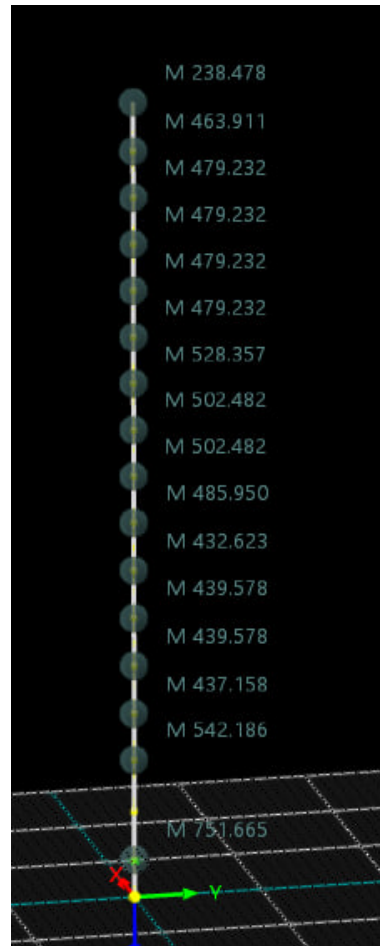 M 238.478
M 463.911
M 479.232
M 479.232
M 479.232
M 479.232
M 528.357
M 502.482
M 502.482
M 485.950
M 432.623
M 439.578
M 439.578
M 437.158
M 542.186
M 751.665
X
Y